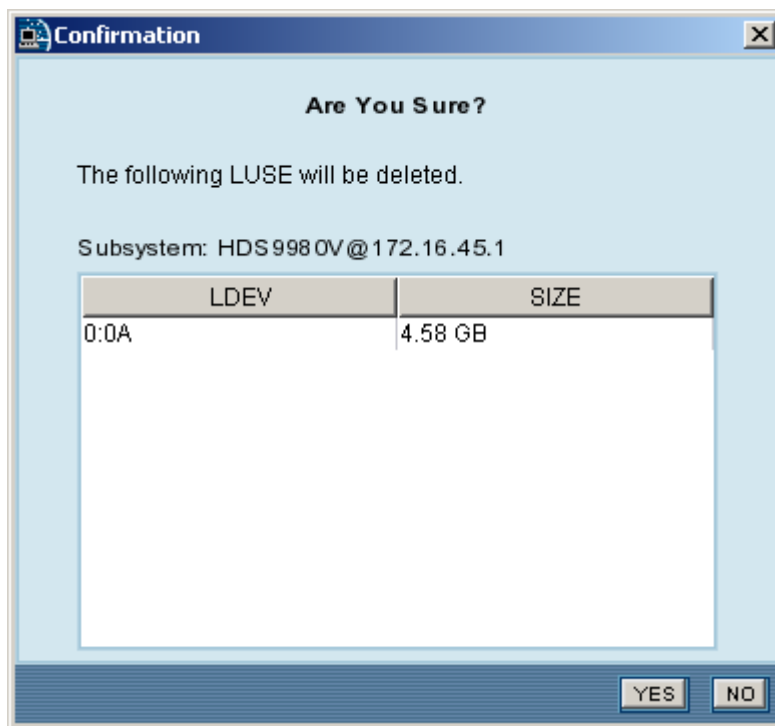 Confirmation
Are You Sure?
The following LUSE will be deleted.
Subsystem: HDS9980V@172.16.45.1
LDEV SIZE
0:0A 4.58 GB
YES NO